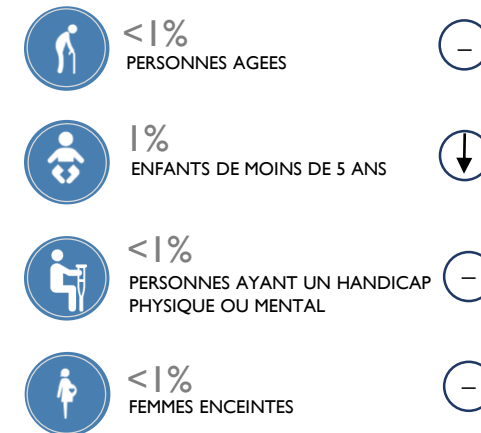 <1%
PERSONNES AGEES
–
1%
ENFANTS DE MOINS DE 5 ANS
<1%
PERSONNES AYANT UN HANDICAP
PHYSIQUE OU MENTAL
–
<1%
FEMMES ENCEINTES
–